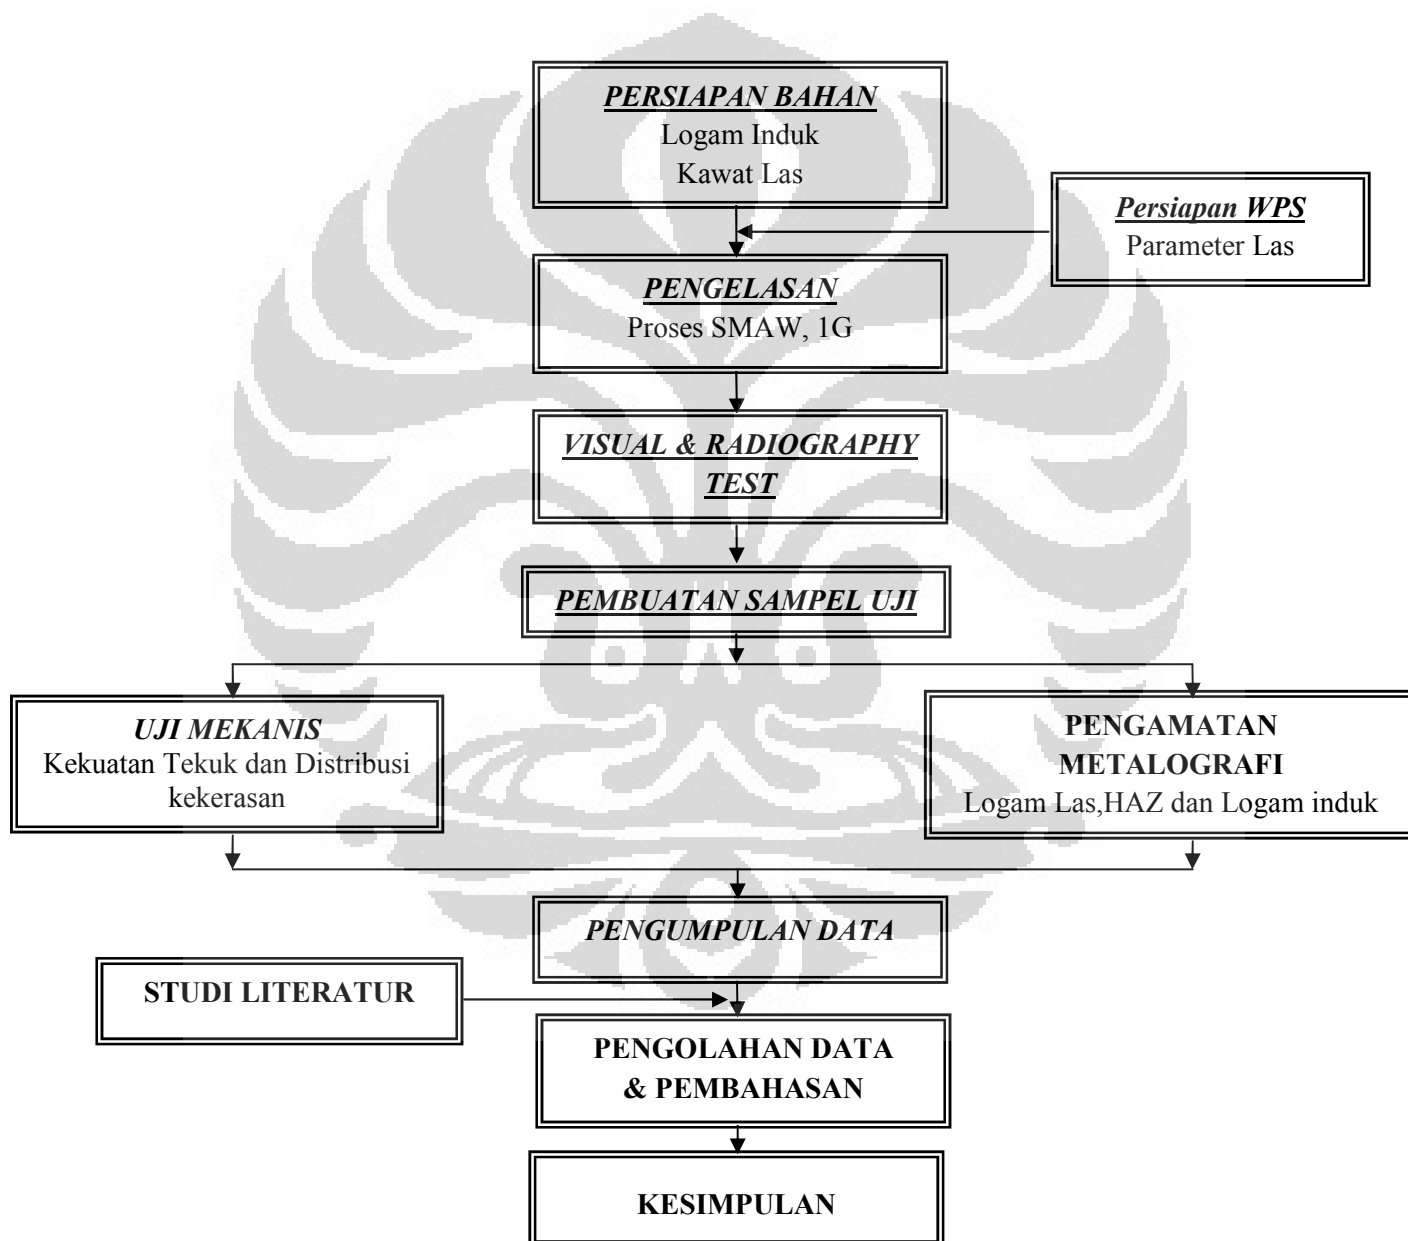 PERSIAPAN BAHAN
Logam Induk
Kawat Las
Persiapan WPS
Parameter Las
PENGELASAN
Proses SMAW, 1G
VISUAL & RADIOGRAPHY
TEST
PEMBUATAN SAMPEL UJI
UJI MEKANIS
Kekuatan Tekuk dan Distribusi
kekerasan
PENGAMATAN
METALOGRAFI
Logam Las,HAZ dan Logam induk
PENGUMPULAN DATA
STUDI LITERATUR
PENGOLAHAN DATA
& PEMBAHASAN
KESIMPULAN